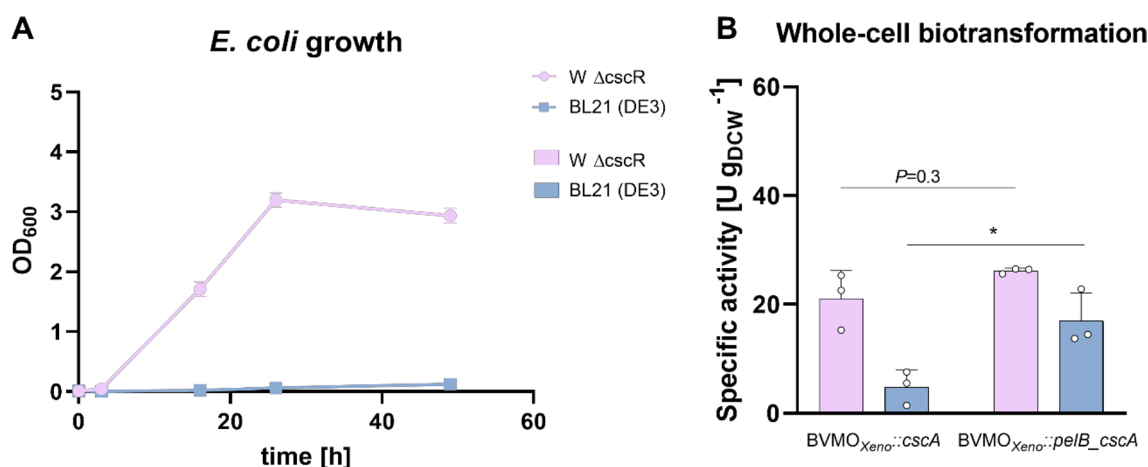 A
E. coli growth
W ΔcscR
BL21 (DE3)
W ΔcscR
BL21 (DE3)
OD600
5
4
3
2
1
0
0
20
40
60
time [h]
B
Whole-cell biotransformation
Specific activity [U gDCW-1]
60
40
20
0
P=0.3
*
BVMOXeno::cscA
BVMOXeno::pelB_cscA